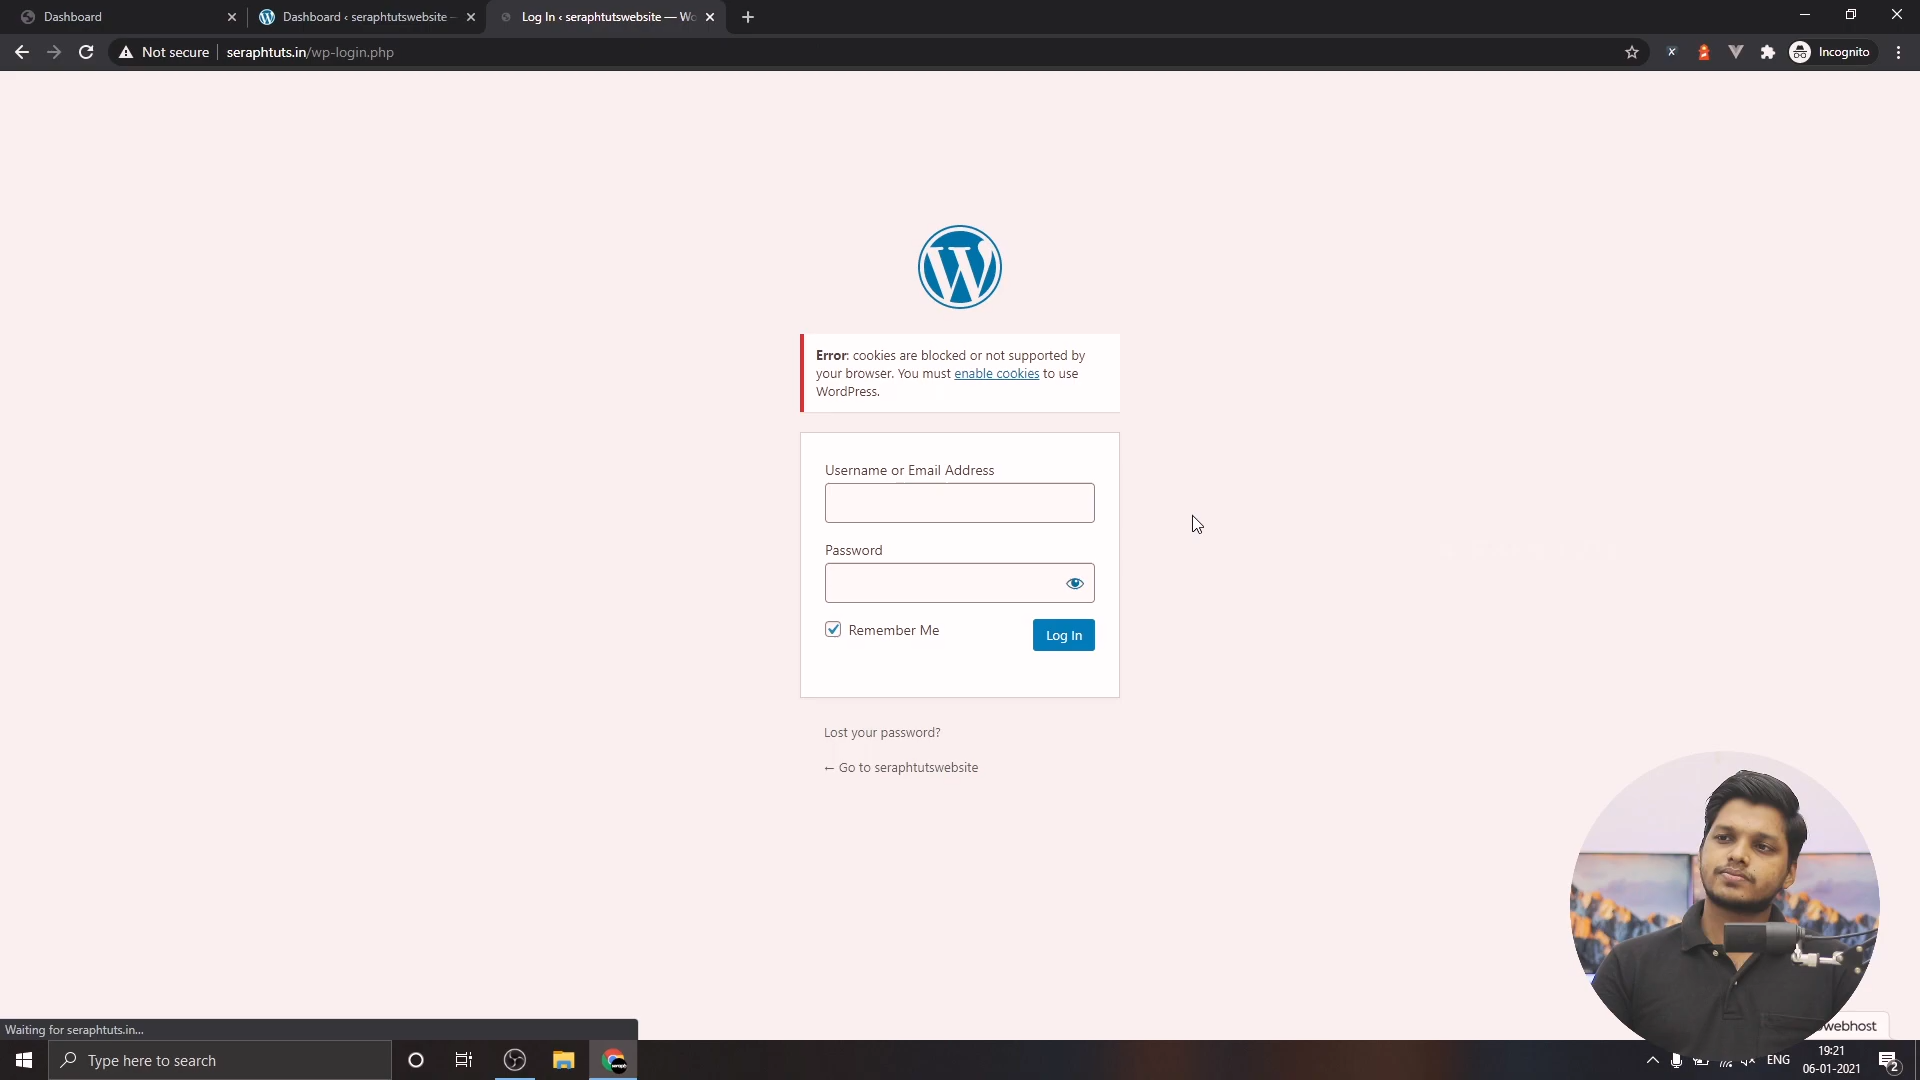 Dashboard
Dashboard ‹ seraphtutswebsite —
Log In ‹ seraphtutswebsite — Wo
Not secure
seraphtuts.in/wp-login.php
Incognito
Error: cookies are blocked or not supported by
your browser. You must enable cookies to use
WordPress.
Username or Email Address
Password
Remember Me
Log In
Lost your password?
← Go to seraphtutswebsite
webhost
Waiting for seraphtuts.in...
Type here to search
ENG
19:21
06-01-2021
2